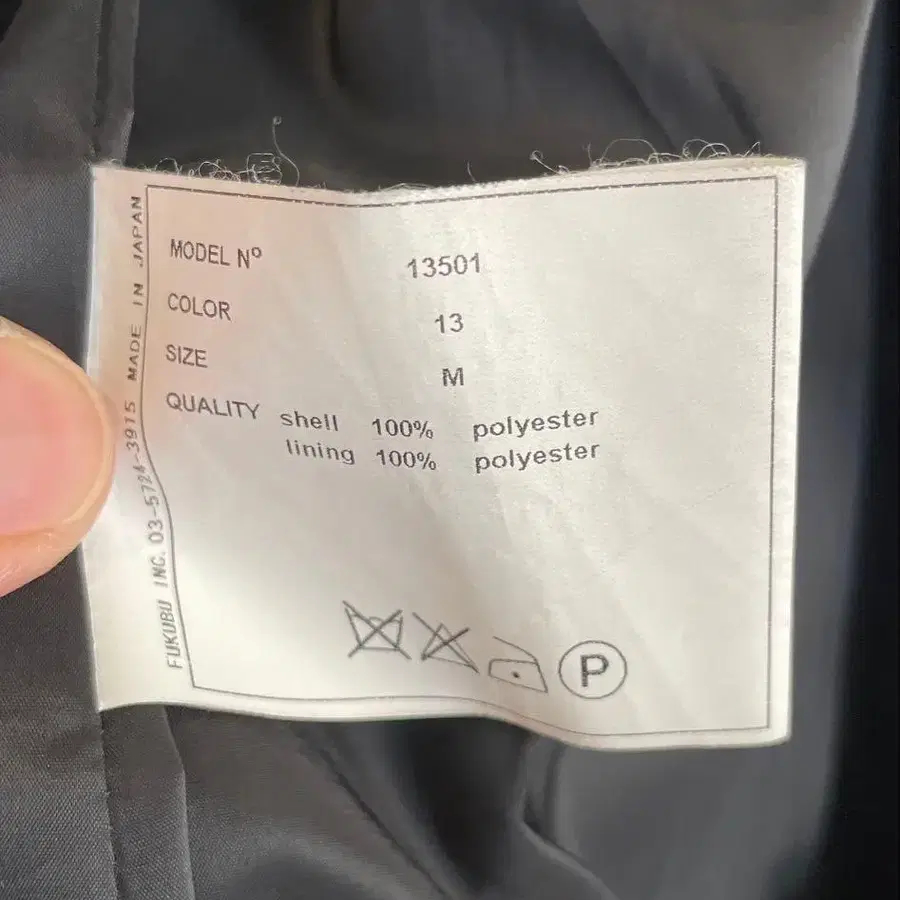 MODEL Nº 13501
COLOR 13
SIZE M
QUALITY shell 100% polyester
lining 100% polyester
P
FUKUBU INC. 03-5724-3915 MADE IN JAPAN